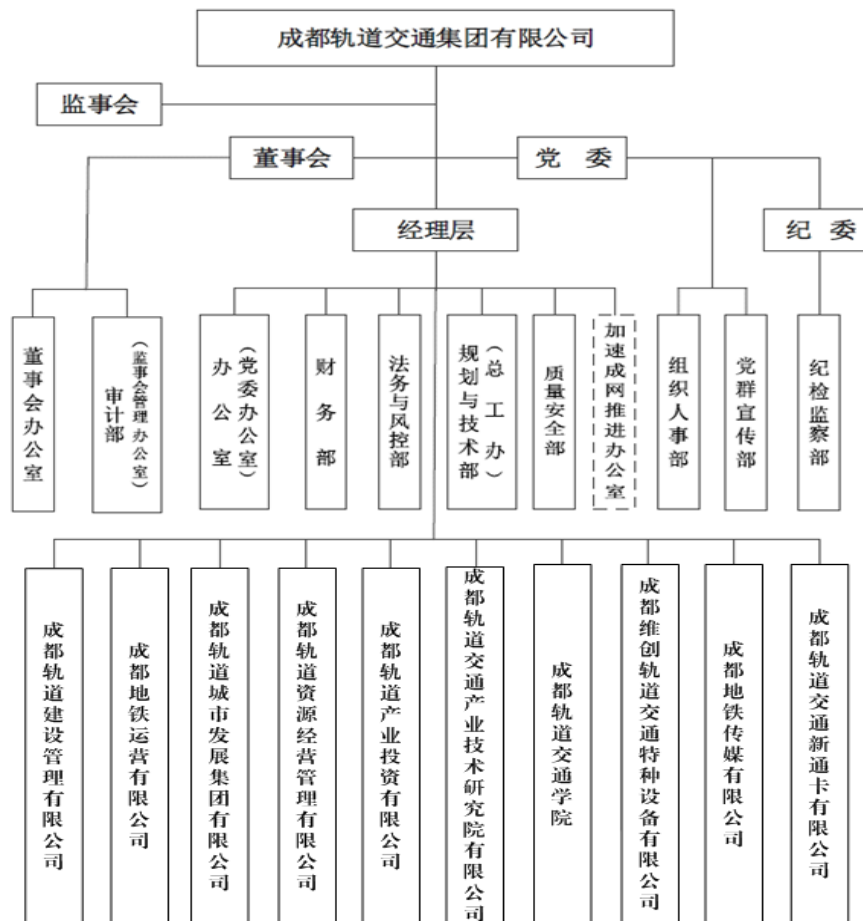 成都轨道交通集团有限公司
监事会
董事会
党 委
经理层
纪 委
董事会办公室
审计部
（监事会管理办公室）
办公室
（党委办公室）
财务部
法务与风控部
规划与技术部
（总工办）
质量安全部
加速成网推进办公室
组织人事部
党群宣传部
纪检监察部
成都轨道建设管理有限公司
成都地铁运营有限公司
成都轨道城市发展集团有限公司
成都轨道资源经营管理有限公司
成都轨道产业投资有限公司
成都轨道交通产业技术研究院有限公司
成都轨道交通学院
成都维创轨道交通特种设备有限公司
成都地铁传媒有限公司
成都轨道交通新通卡有限公司